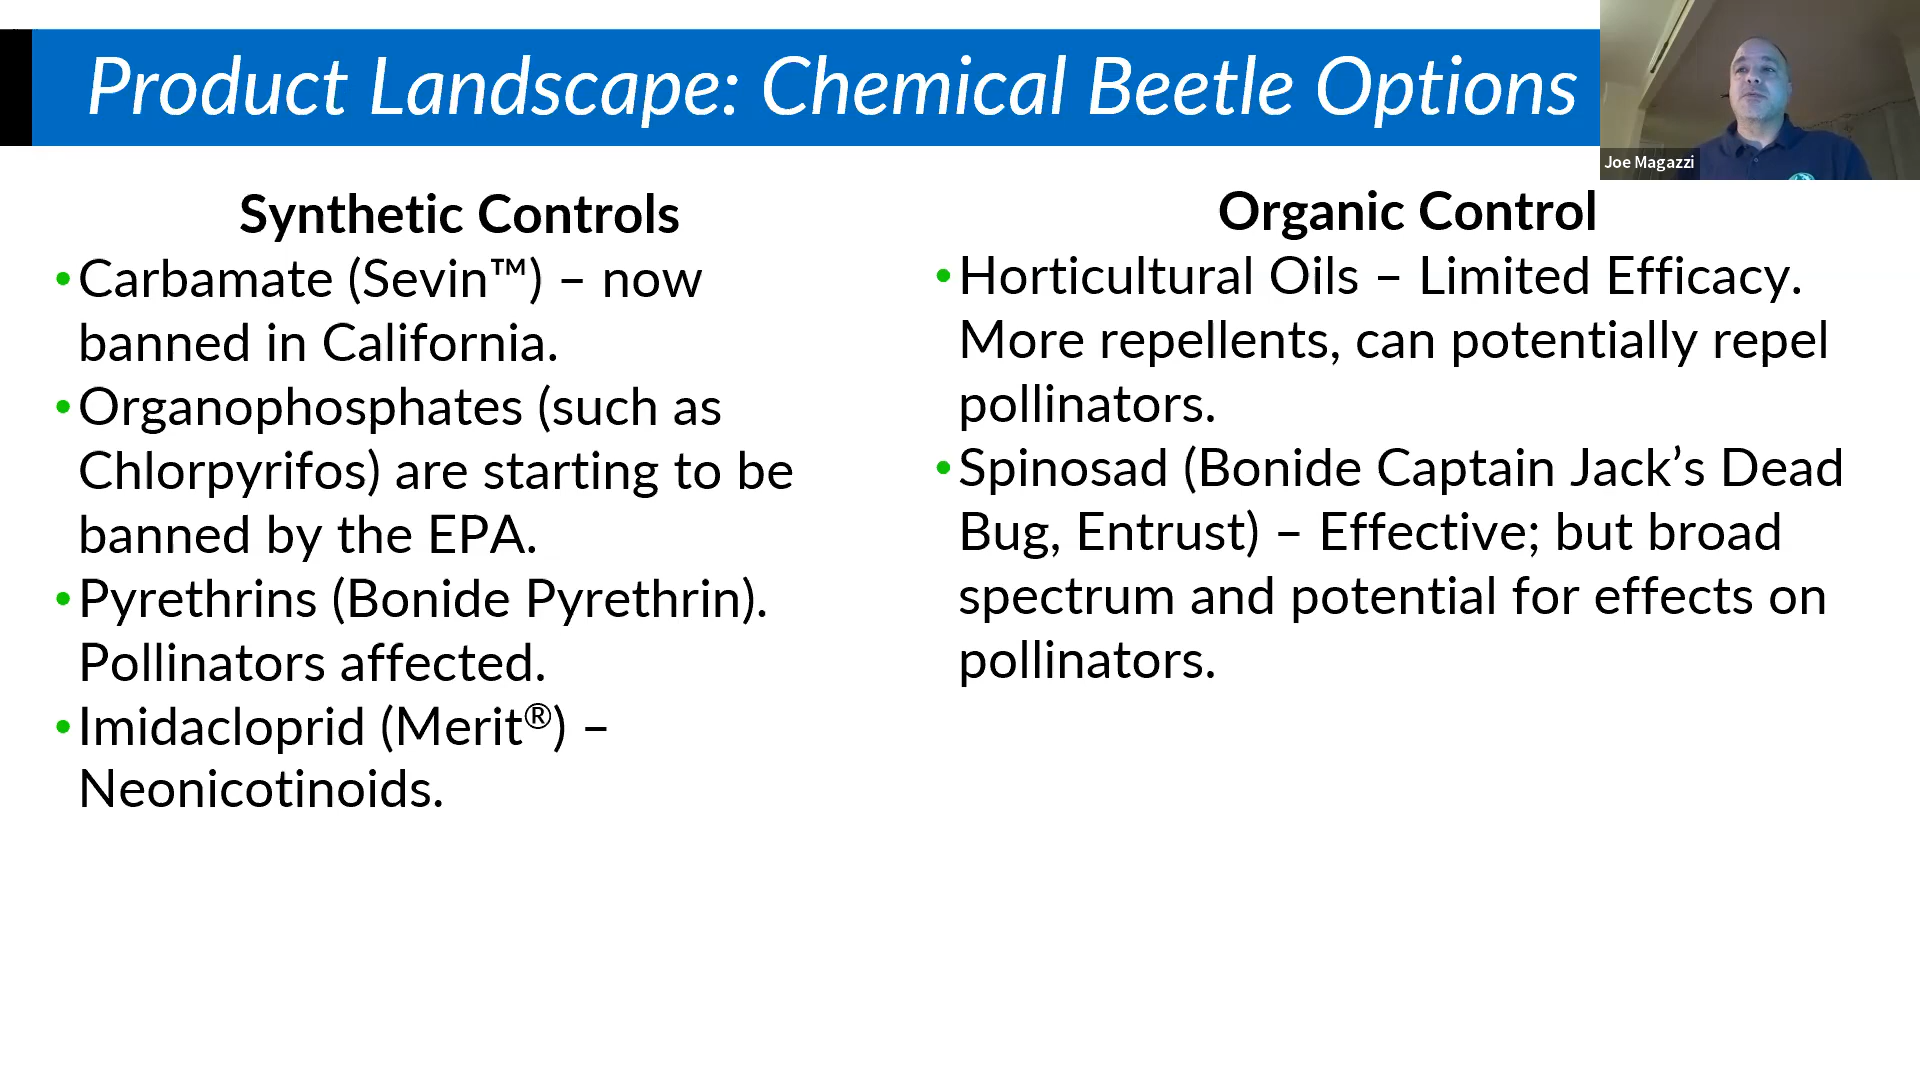 Product Landscape: Chemical Beetle Options
Joe Magazzi
Synthetic Controls
•Carbamate (Sevin™) – now
banned in California.
•Organophosphates (such as
Chlorpyrifos) are starting to be
banned by the EPA.
•Pyrethrins (Bonide Pyrethrin).
Pollinators affected.
•Imidacloprid (Merit®) –
Neonicotinoids.
Organic Control
•Horticultural Oils – Limited Efficacy.
More repellents, can potentially repel
pollinators.
•Spinosad (Bonide Captain Jack’s Dead
Bug, Entrust) – Effective; but broad
spectrum and potential for effects on
pollinators.